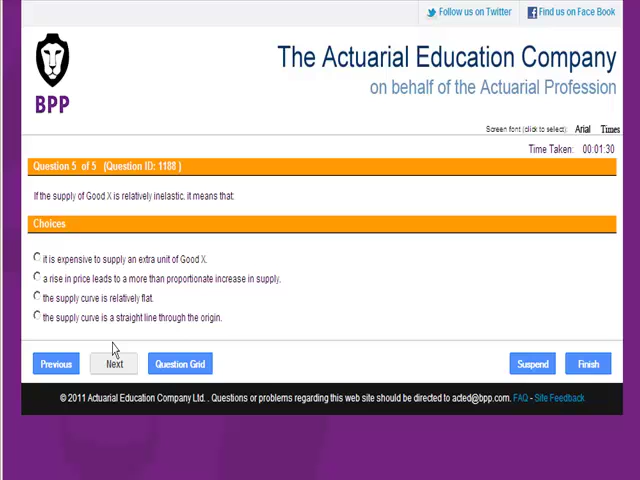 Follow us on Twitter Find us on Face Book
The Actuarial Education Company
on behalf of the Actuarial Profession
BPP
Screen font (click to select): Arial Times
Time Taken: 00:01:30
Question 5 of 5 (Question ID: 1188 )
If the supply of Good X is relatively inelastic, it means that:
Choices
it is expensive to supply an extra unit of Good X.
a rise in price leads to a more than proportionate increase in supply.
the supply curve is relatively flat.
the supply curve is a straight line through the origin.
Previous Next Question Grid Suspend Finish
© 2011 Actuarial Education Company Ltd. . Questions or problems regarding this web site should be directed to acted@bpp.com. FAQ - Site Feedback